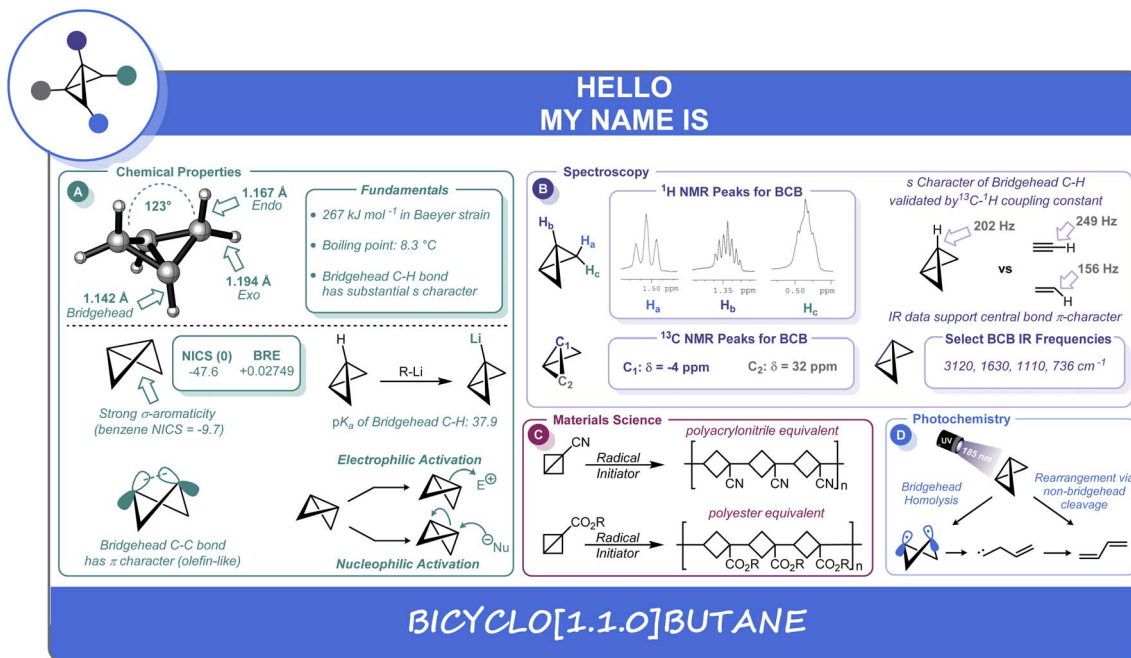 HELLO
MY NAME IS
A
Chemical Properties
123°
1.167 Å
Endo
1.194 Å
Exo
1.142 Å
Bridgehead
Fundamentals
• 267 kJ mol⁻¹ in Baeyer strain
• Boiling point: 8.3 °C
• Bridgehead C-H bond
has substantial s character
NICS (0) BRE
-47.6 +0.02749
Strong σ-aromaticity
(benzene NICS = -9.7)
H
R-Li
Li
pKₐ of Bridgehead C-H: 37.9
Bridgehead C-C bond
has π character (olefin-like)
Electrophilic Activation
E⊕
⊖Nu
Nucleophilic Activation
B
Spectroscopy
H_b
H_a
H_c
¹H NMR Peaks for BCB
1.50 ppm
H_a
1.35 ppm
H_b
0.50 ppm
H_c
C₁
C₂
¹³C NMR Peaks for BCB
C₁: δ = -4 ppm C₂: δ = 32 ppm
s Character of Bridgehead C-H
validated by¹³C-¹H coupling constant
H
202 Hz
vs
249 Hz
H
156 Hz
H
IR data support central bond π-character
Select BCB IR Frequencies
3120, 1630, 1110, 736 cm⁻¹
C
Materials Science
CN
Radical
Initiator
polyacrylonitrile equivalent
CN CN CN n
CO₂R
Radical
Initiator
polyester equivalent
CO₂R CO₂R CO₂R n
D
Photochemistry
UV
185 nm
Bridgehead
Homolysis
Rearrangement via
non-bridgehead
cleavage
BICYCLO[1.1.0]BUTANE